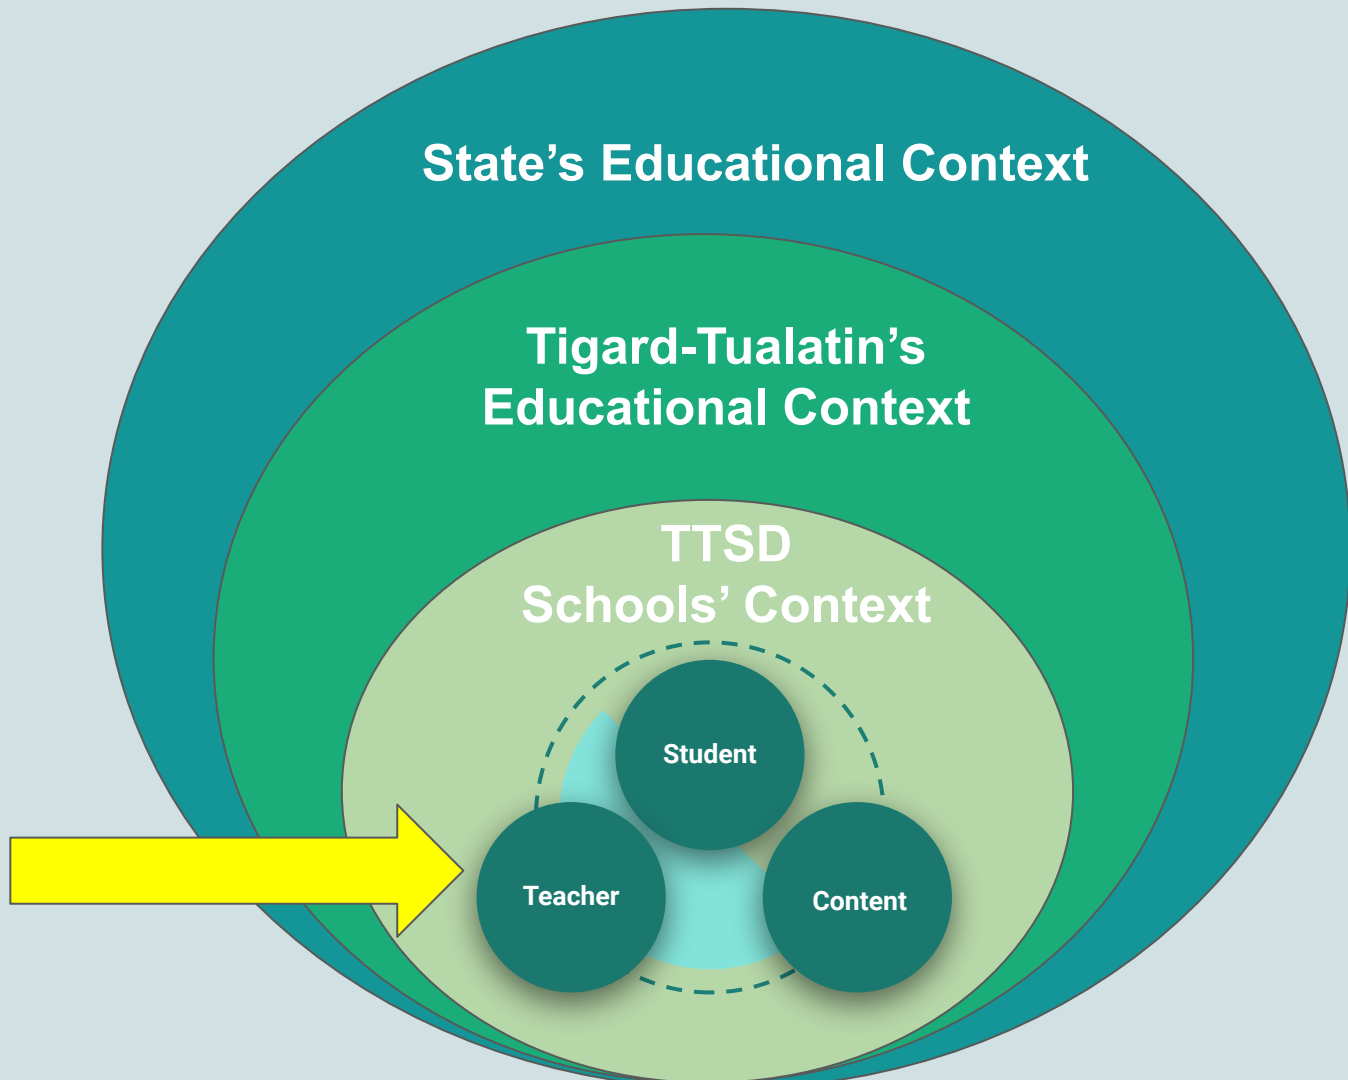 State’s Educational Context
Tigard-Tualatin’s
Educational Context
TTSD
Schools’ Context
Student
Teacher
Content